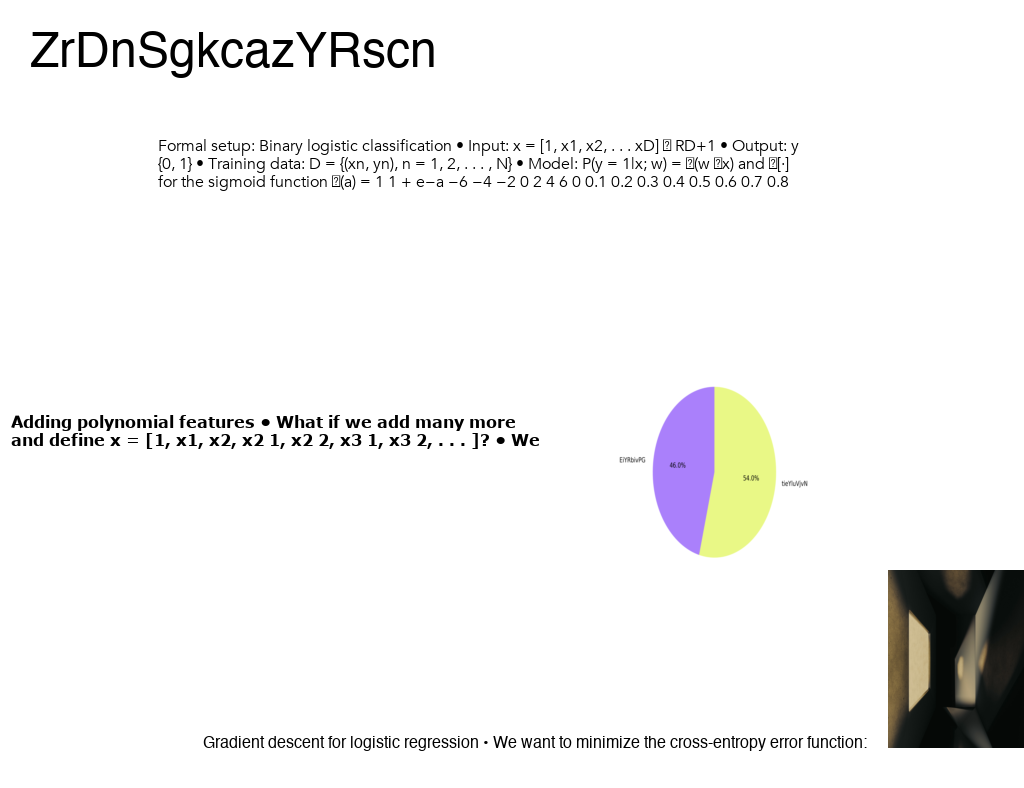 ZrDnSgkcazYRscn
Formal setup: Binary logistic classification • Input: x = [1, x1, x2, . . . xD] RD+1 • Output: y
{0, 1} • Training data: D = {(xn, yn), n = 1, 2, . . . , N} • Model: P(y = 1|x; w) = (w x) and [·]
for the sigmoid function (a) = 1 1 + e−a −6 −4 −2 0 2 4 6 0 0.1 0.2 0.3 0.4 0.5 0.6 0.7 0.8
Adding polynomial features • What if we add many more
and define x = [1, x1, x2, x2 1, x2 2, x3 1, x3 2, . . . ]? • We
EiYRbivPG
46.0%
54.0%
tieYluVjvN
Gradient descent for logistic regression • We want to minimize the cross-entropy error function: